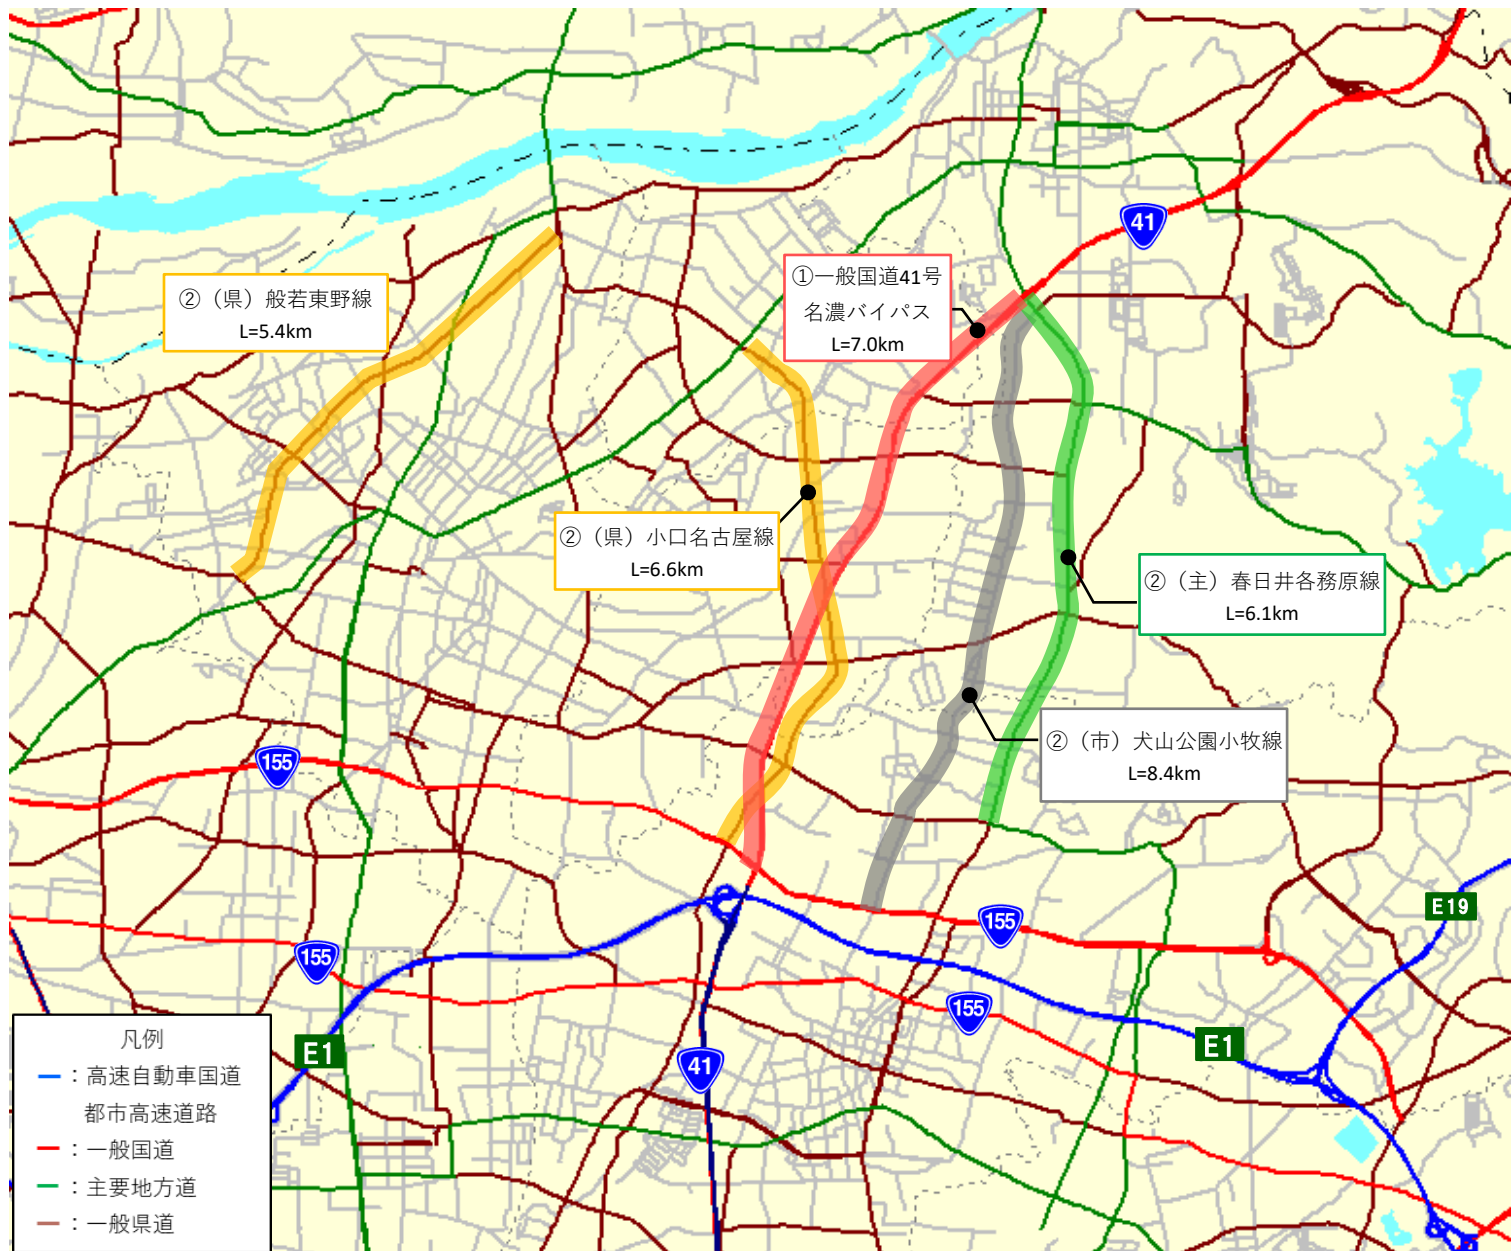 41
①一般国道41号
名濃バイパス
L=7.0km
②（県）般若東野線
L=5.4km
②（県）小口名古屋線
L=6.6km
②（主）春日井各務原線
L=6.1km
②（市）犬山公園小牧線
L=8.4km
155
E19
155
155
155
E1
E1
41
凡例
：高速自動車国道
都市高速道路
：一般国道
：主要地方道
：一般県道